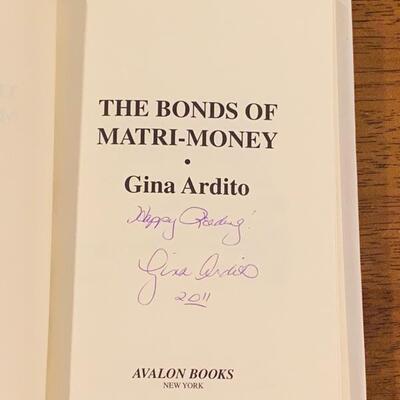 THE BONDS OF
MATRI-MONEY
•
Gina Ardito
Happy Reading!
Gina Ardito
2011
AVALON BOOKS
NEW YORK